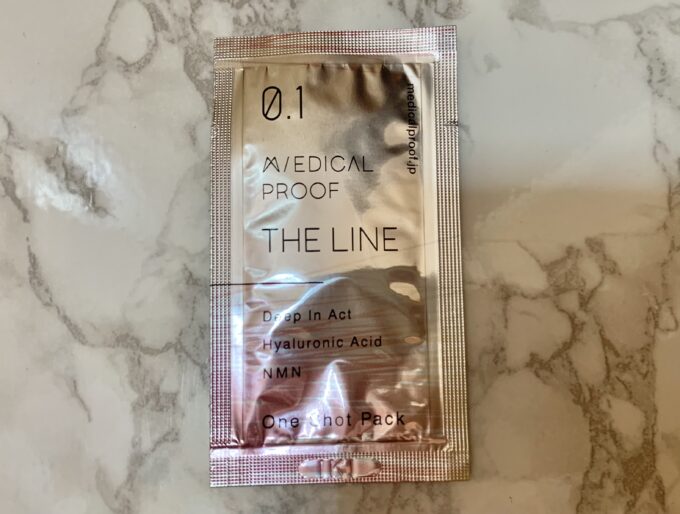 0.1
medicalproof.jp
MEDICAL
PROOF
THE LINE
Deep In Act
Hyaluronic Acid
NMN
One Shot Pack